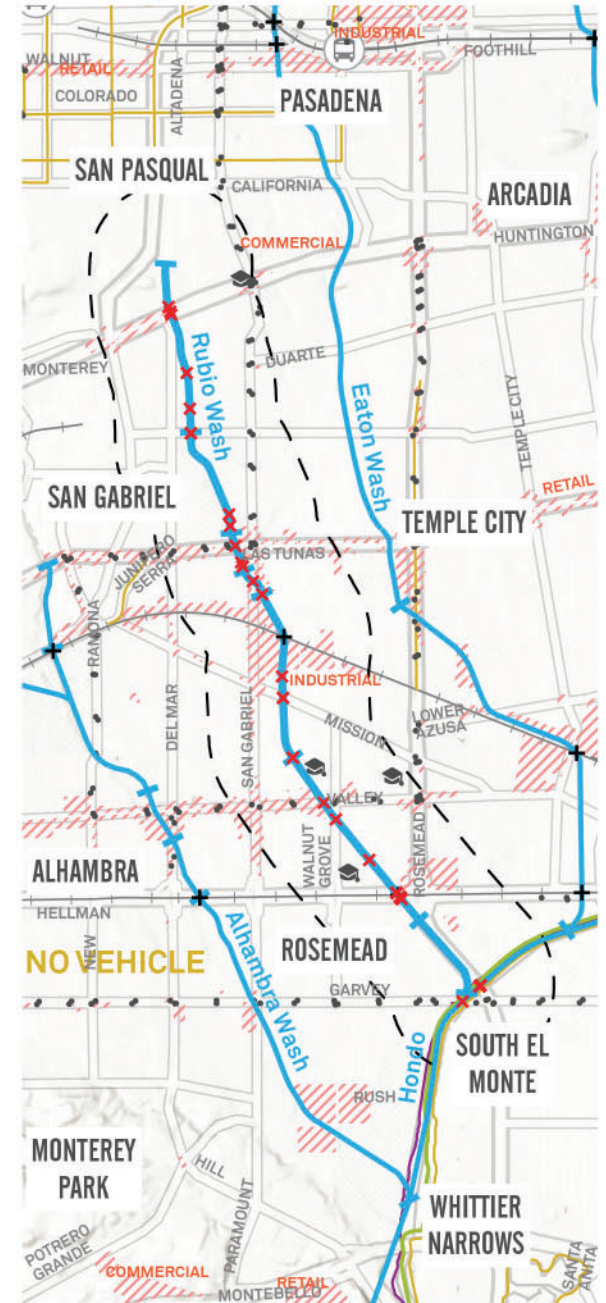 INDUSTRIAL
WALNUT
RETAIL
FOOTHILL
COLORADO
ALTADENA
PASADENA
SAN PASQUAL
CALIFORNIA
ARCADIA
COMMERCIAL
HUNTINGTON
Rubio Wash
DUARTE
MONTEREY
Eaton Wash
TEMPLE CITY
RETAIL
SAN GABRIEL
TEMPLE CITY
JUNIPERO
SERRA
AS TUNAS
RAMONA
DEL MAR
SAN GABRIEL
INDUSTRIAL
MISSION
LOWER
AZUSA
VALLEY
WALNUT
GROVE
ROSEMEAD
ALHAMBRA
HELLMAN
NEW
NO VEHICLE
Alhambra Wash
ROSEMEAD
GARVEY
Hondo
SOUTH EL
MONTE
RUSH
MONTEREY
PARK
HILL
PARAMOUNT
WHITTIER
NARROWS
POTRERO
GRANDE
COMMERCIAL
RETAIL
MONTEBELLO
SANTA
ANITA